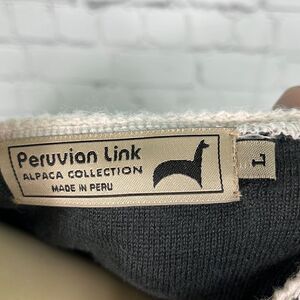 Peruvian Link
ALPACA COLLECTION
MADE IN PERU
L